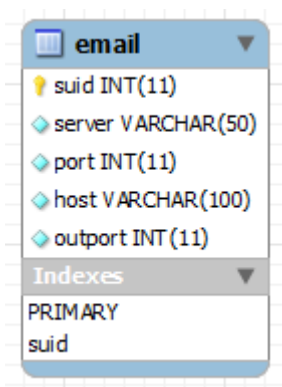 email
suid INT(11)
server VARCHAR(50)
port INT(11)
host VARCHAR(100)
outport INT(11)
Indexes
PRIMARY
suid